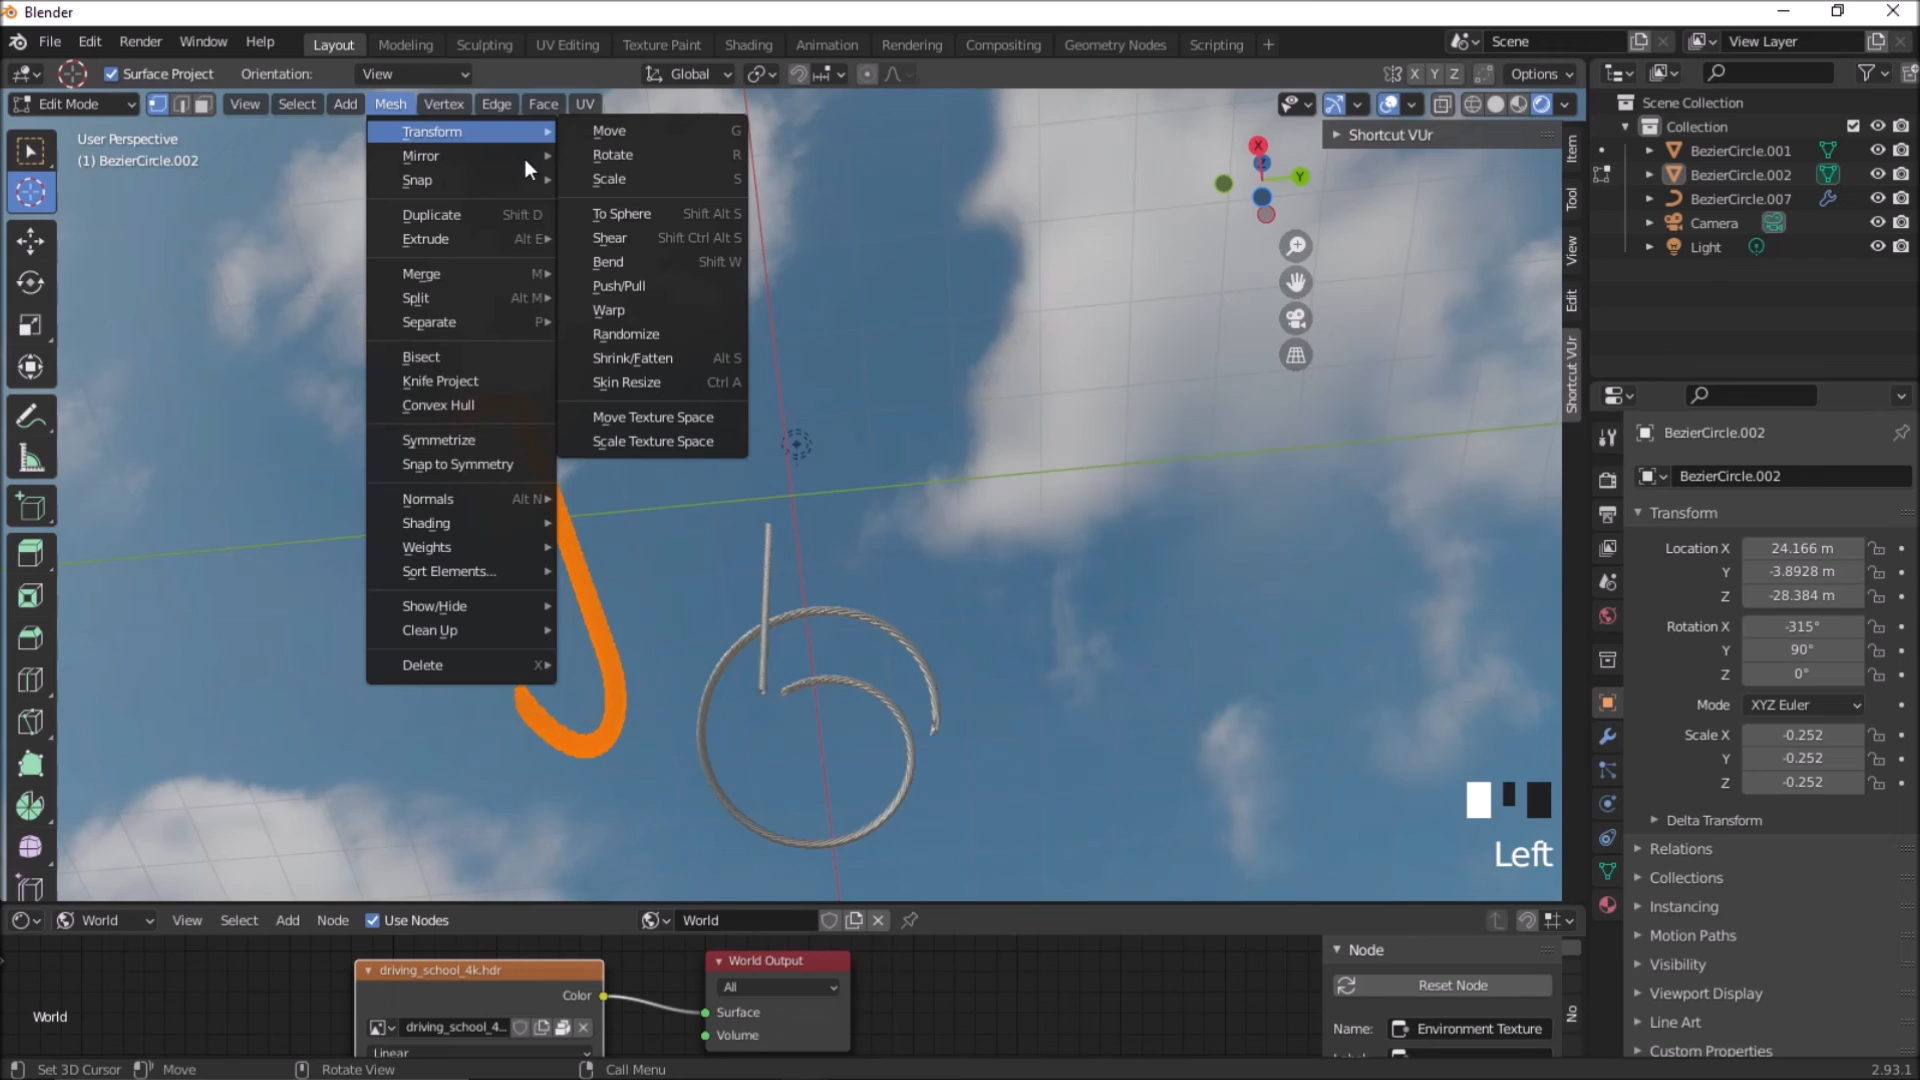 Blender
File Edit Render Window Help Layout Modeling Sculpting UV Editing Texture Paint Shading Animation Rendering Compositing Geometry Nodes Scripting + Scene View Layer
Surface Project Orientation: View Global X Y Z Options
Edit Mode View Select Add Mesh Vertex Edge Face UV
User Perspective
(1) BezierCircle.002
Transform
Mirror
Snap
Duplicate Shift D
Extrude Alt E
Merge M
Split Alt M
Separate P
Bisect
Knife Project
Convex Hull
Symmetrize
Snap to Symmetry
Normals Alt N
Shading
Weights
Sort Elements...
Show/Hide
Clean Up
Delete X
Move G
Rotate R
Scale S
To Sphere Shift Alt S
Shear Shift Ctrl Alt S
Bend Shift W
Push/Pull
Warp
Randomize
Shrink/Fatten Alt S
Skin Resize Ctrl A
Move Texture Space
Scale Texture Space
Shortcut VUr
X
Y
Item
Tool
View
Edit
Shortcut VUr
Left
Scene Collection
Collection
BezierCircle.001
BezierCircle.002
BezierCircle.007
Camera
Light
BezierCircle.002
BezierCircle.002
Transform
Location X 24.166 m
Y -3.8928 m
Z -28.384 m
Rotation X -315°
Y 90°
Z 0°
Mode XYZ Euler
Scale X -0.252
Y -0.252
Z -0.252
Delta Transform
Relations
Collections
Instancing
Motion Paths
Visibility
Viewport Display
Line Art
Custom Properties
World View Select Add Node Use Nodes World
driving_school_4k.hdr
Color
driving_school_4...
Linear
World Output
All
Surface
Volume
World
Node
Reset Node
Name: Environment Texture
No
Set 3D Cursor Move Rotate View Call Menu 2.93.1